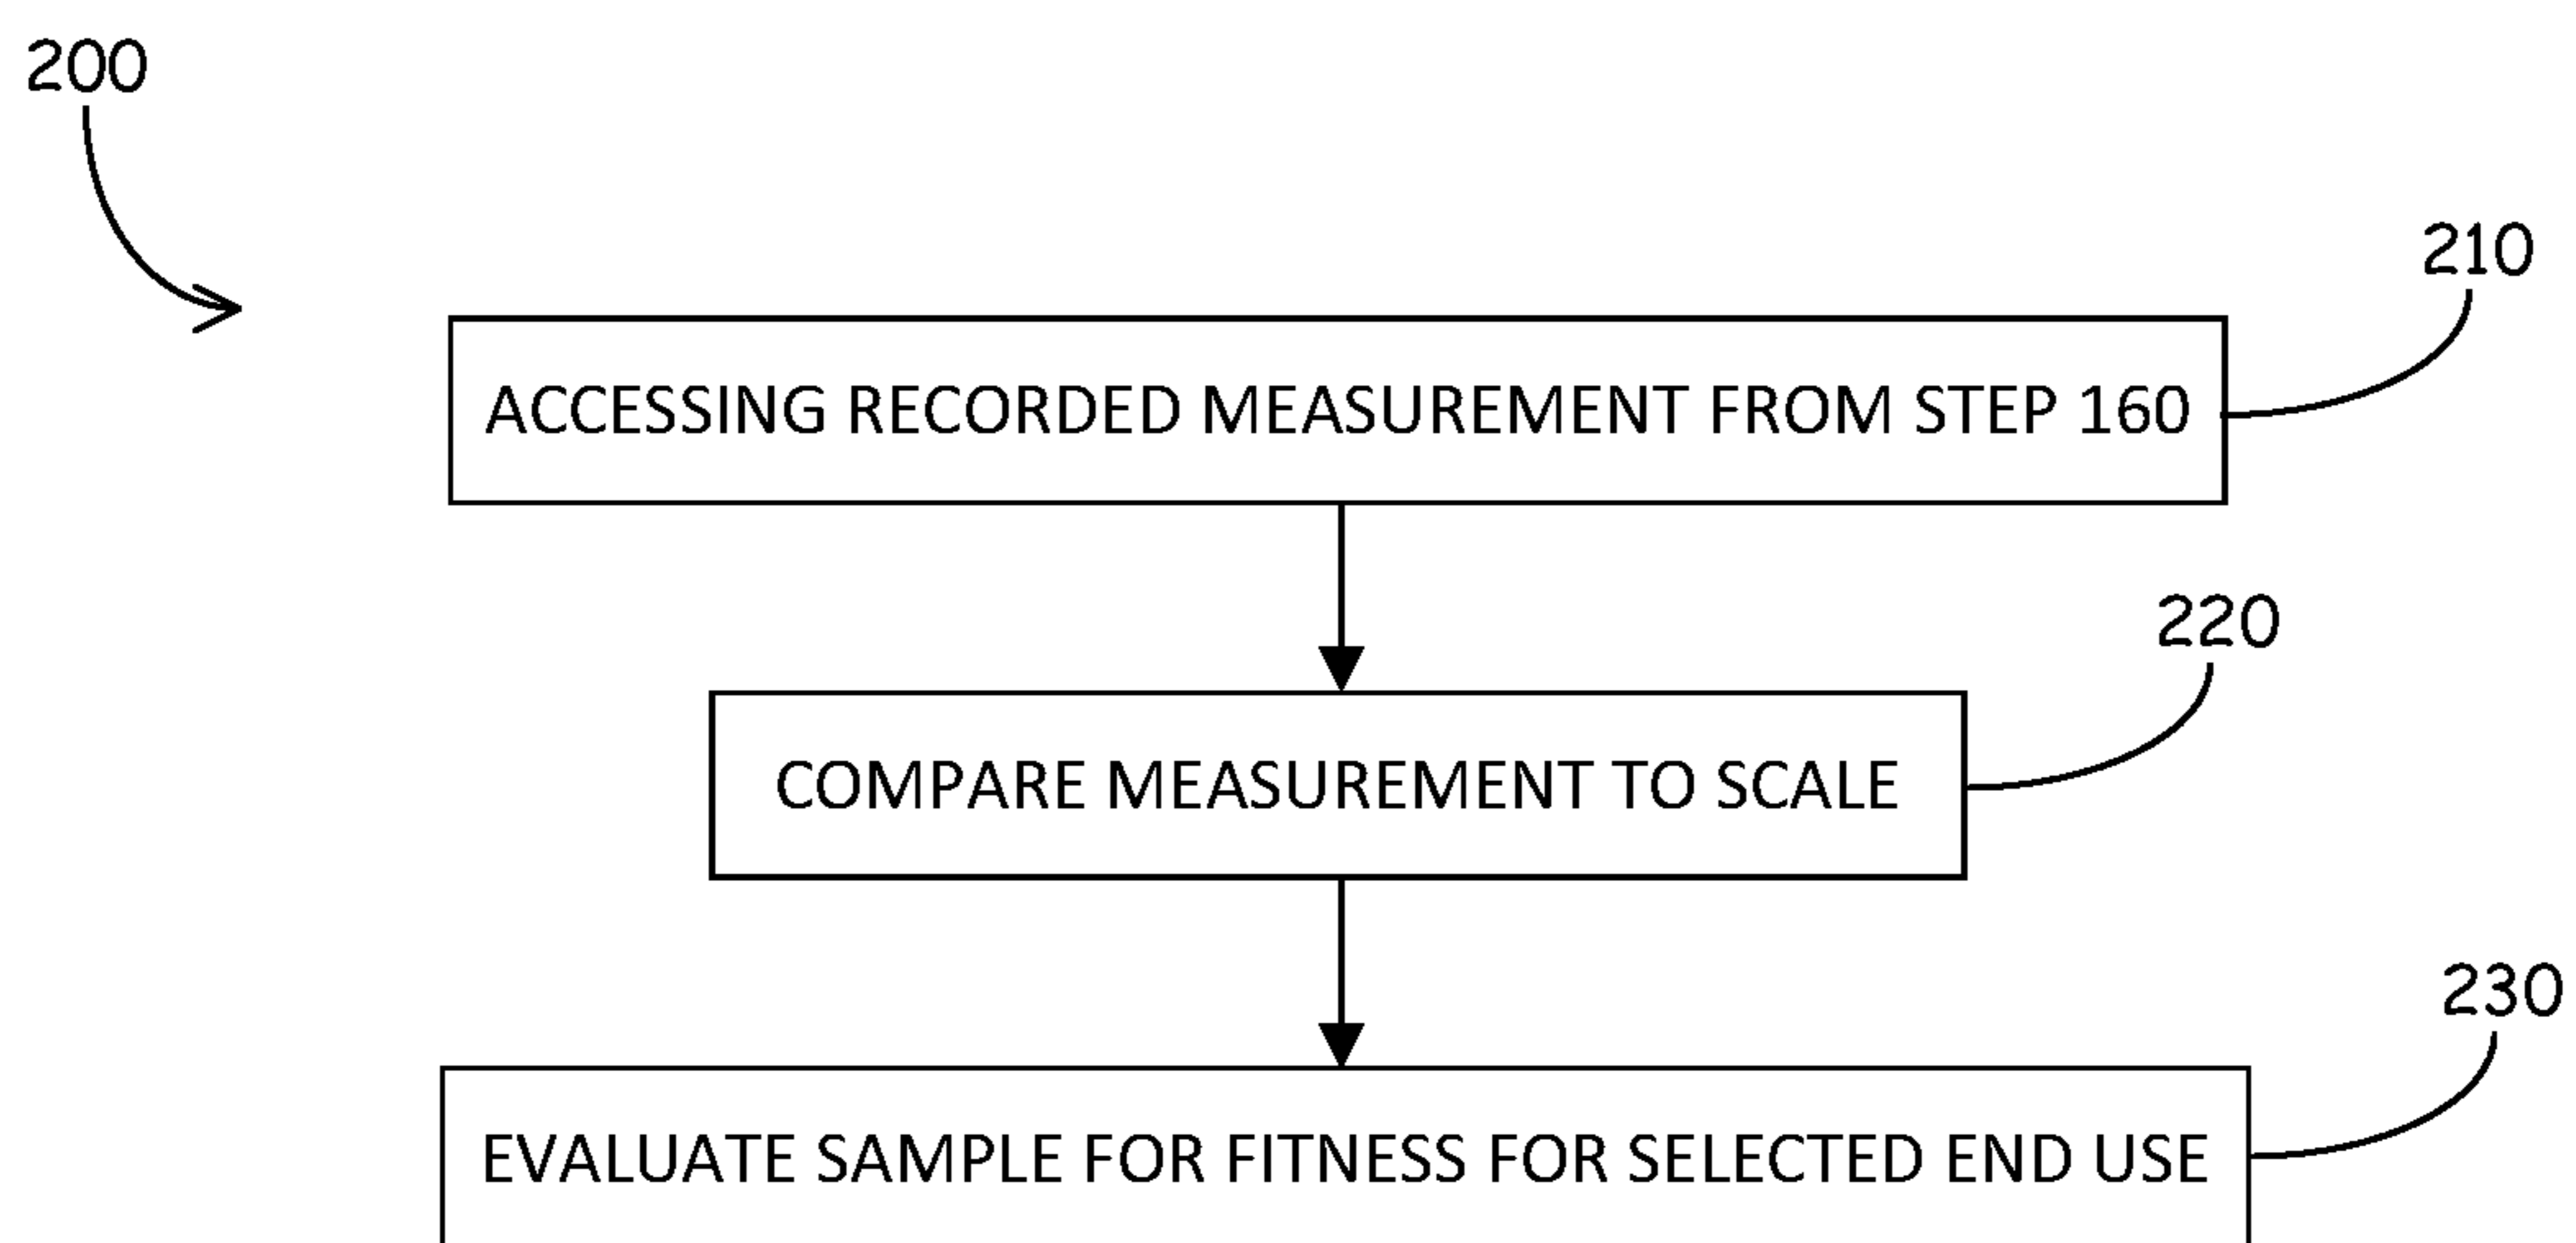 200
210
ACCESSING RECORDED MEASUREMENT FROM STEP 160
220
COMPARE MEASUREMENT TO SCALE
230
EVALUATE SAMPLE FOR FITNESS FOR SELECTED END USE